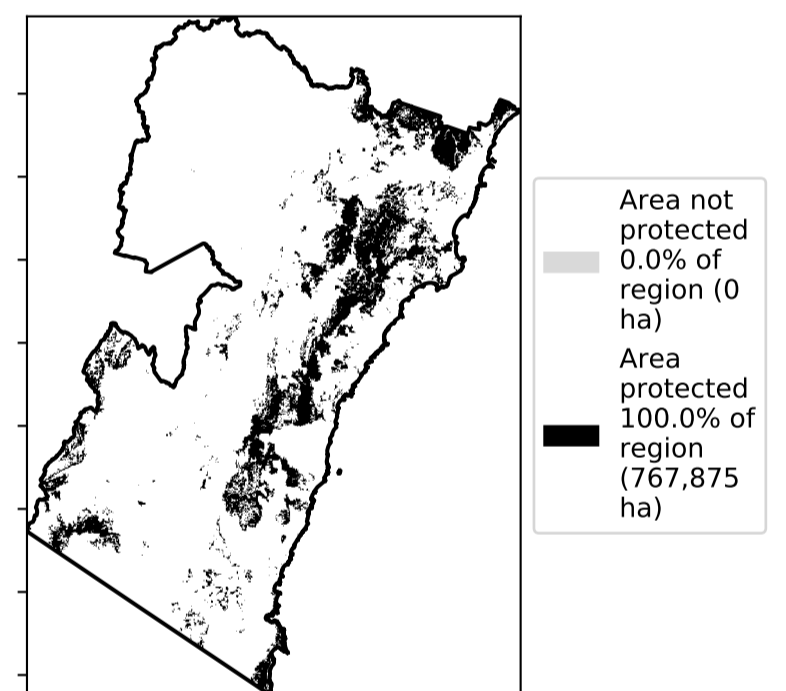 Area not
protected
0.0% of
region (0
ha)
Area
protected
100.0% of
region
(767,875
ha)